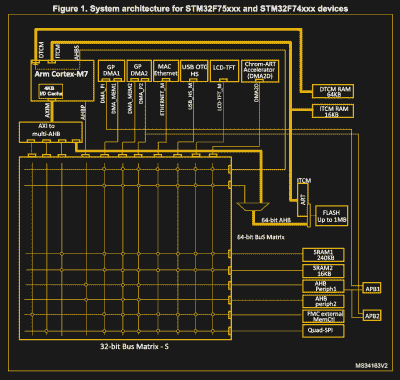 Figure 1. System architecture for STM32F75xxx and STM32F74xxx devices
DTCM
ITCM
AHBS
Arm Cortex-M7
4KB
I/D Cache
AXIM
AHBP
AXI to
multi-AHB
GP
DMA1
GP
DMA2
MAC
Ethernet
USB OTG
HS
LCD-TFT
Chrom-ART
Accelerator
(DMA2D)
DMA_PI
DMA_MEM1
DMA_MEM2
DMA_P2
ETHERNET_M
USB_HS_M
LCD-TFT_M
DMA2D
DTCM RAM
64KB
ITCM RAM
16KB
ITCM
ART
FLASH
Up to 1MB
64-bit AHB
64-bit BuS Matrix
SRAM1
240KB
SRAM2
16KB
AHB
Periph1
APB1
AHB
periph2
APB2
FMC external
MemCtl
Quad-SPI
32-bit Bus Matrix - S
MS34163V2